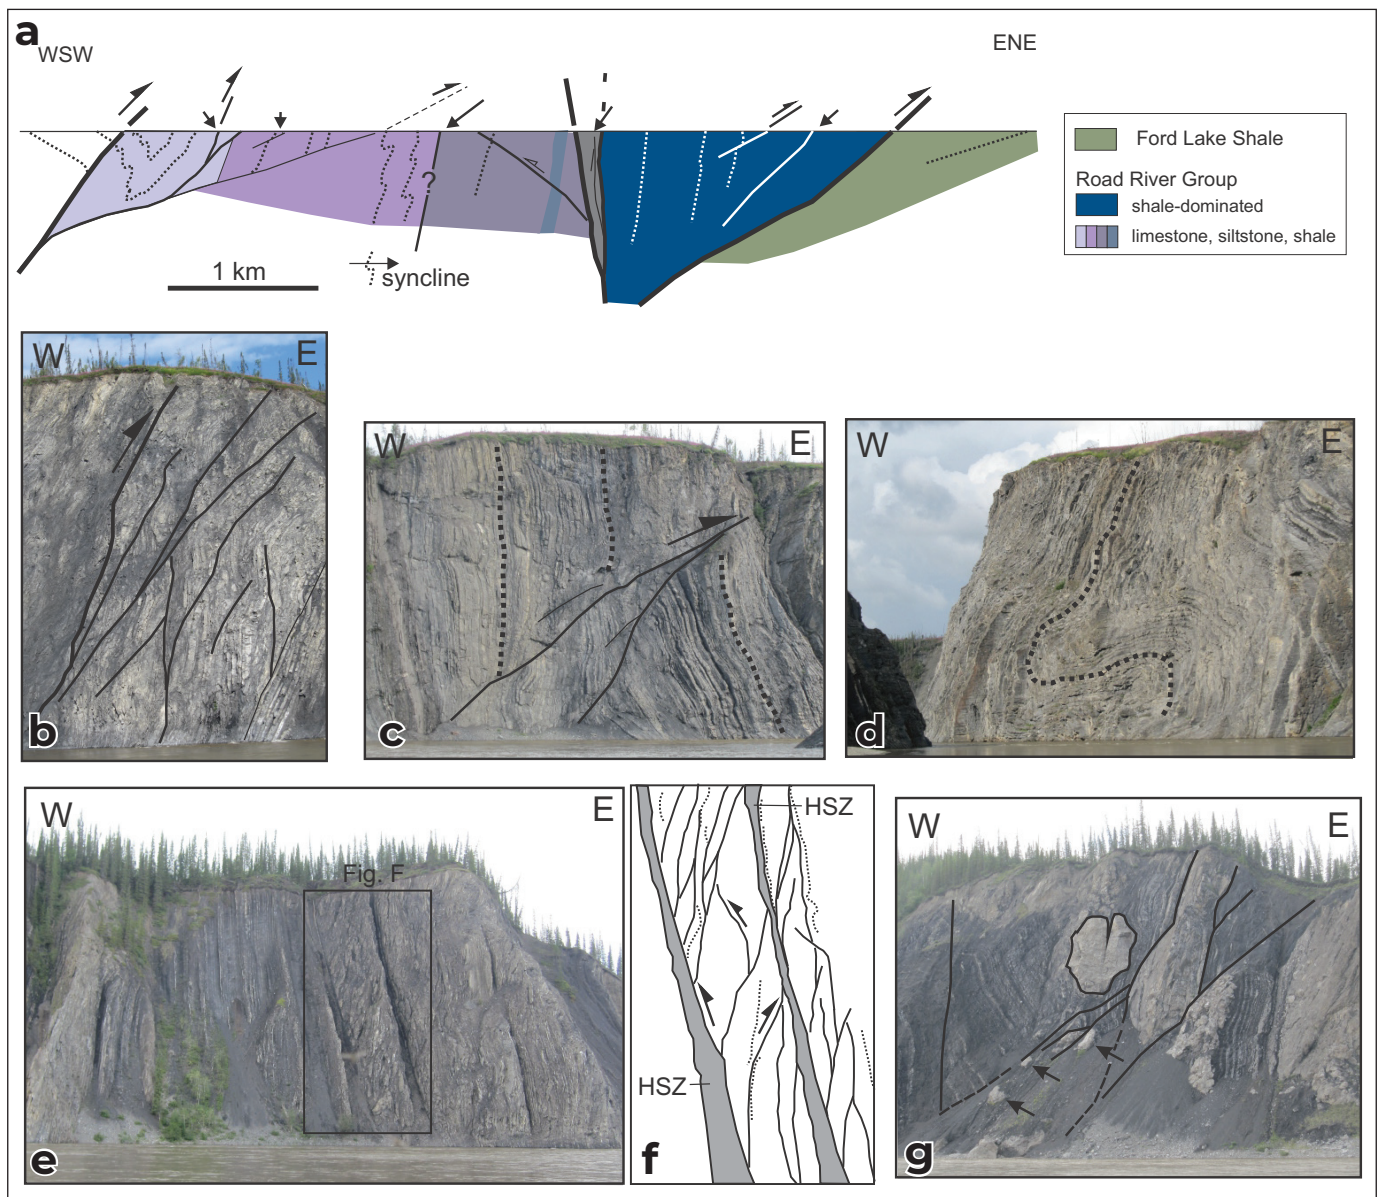 a
WSW
ENE
Ford Lake Shale
Road River Group
shale-dominated
limestone, siltstone, shale
?
1 km
syncline
W
E
b
W
E
c
W
E
d
W
E
Fig. F
e
HSZ
HSZ
f
W
E
g